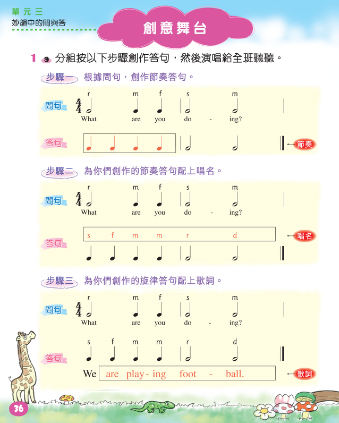 單元三
妙韻中的問與答
創意舞台
1 分組按以下步驟創作答句，然後演唱給全班聽聽。
步驟一 根據問句，創作節奏答句。
r m f s m
問句 4/4
What are you do - ing?
答句 節奏
步驟二 為你們創作的節奏答句配上唱名。
r m f s m
問句 4/4
What are you do - ing?
s f m m r d 唱名
答句
步驟三 為你們創作的旋律答句配上歌詞。
r m f s m
問句 4/4
What are you do - ing?
s f m m r d
答句
We are play - ing foot - ball. 歌詞
36